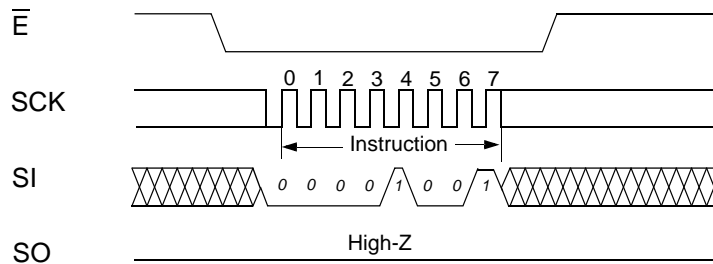 E̅
SCK
0 1 2 3 4 5 6 7
Instruction
SI
0 0 0 0 1 0 0 1
SO
High-Z